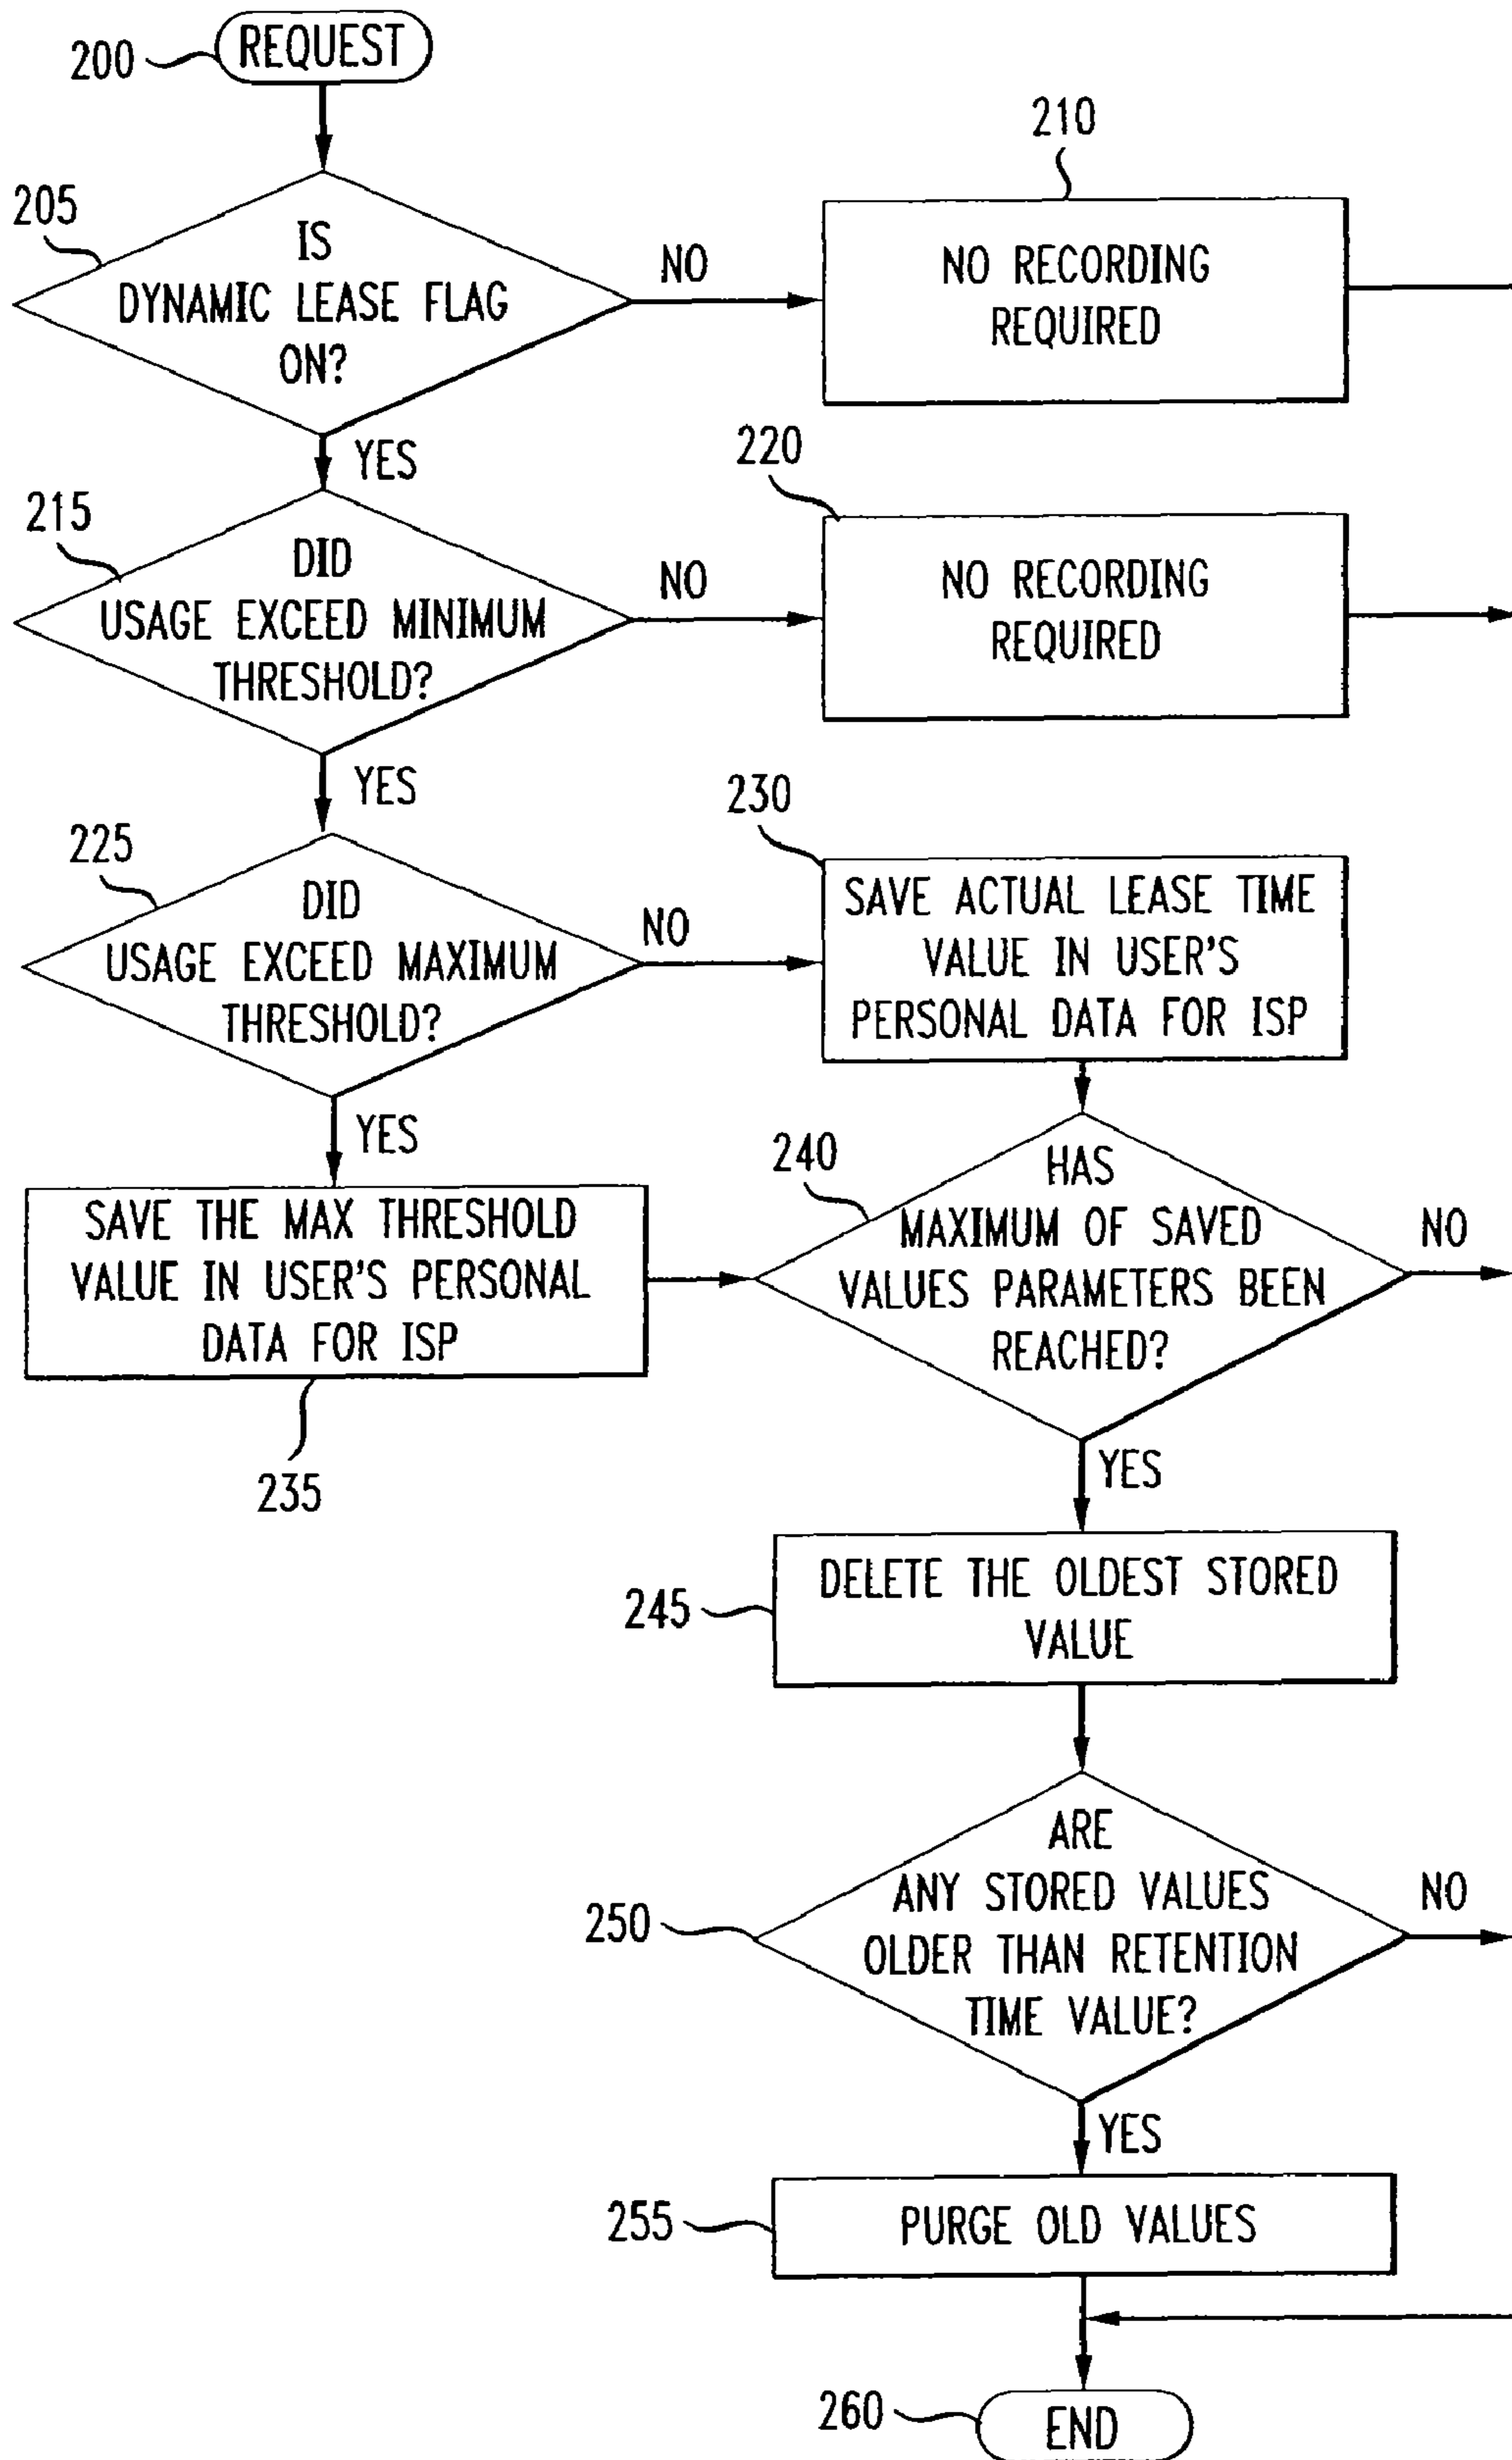 200
REQUEST
210
205
IS
DYNAMIC LEASE FLAG
ON?
NO
NO RECORDING
REQUIRED
YES
220
215
DID
USAGE EXCEED MINIMUM
THRESHOLD?
NO
NO RECORDING
REQUIRED
YES
230
225
DID
USAGE EXCEED MAXIMUM
THRESHOLD?
NO
SAVE ACTUAL LEASE TIME
VALUE IN USER'S
PERSONAL DATA FOR ISP
YES
SAVE THE MAX THRESHOLD
VALUE IN USER'S PERSONAL
DATA FOR ISP
235
240
HAS
MAXIMUM OF SAVED
VALUES PARAMETERS BEEN
REACHED?
NO
YES
245
DELETE THE OLDEST STORED
VALUE
250
ARE
ANY STORED VALUES
OLDER THAN RETENTION
TIME VALUE?
NO
YES
255
PURGE OLD VALUES
260
END